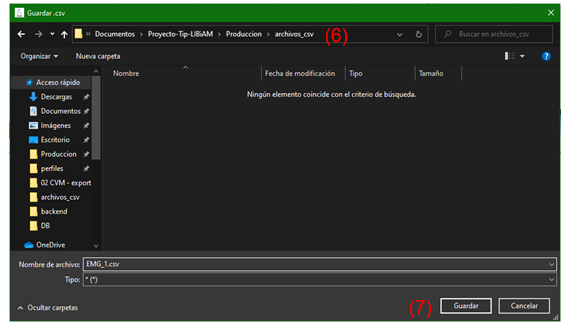 Guardar .csv
« Documentos > Proyecto-Tip-LIBiAM > Produccion > archivos_csv (6) Buscar en archivos_csv
Organizar Nueva carpeta
Nombre Fecha de modificación Tipo Tamaño
Ningún elemento coincide con el criterio de búsqueda.
Acceso rápido
Descargas
Documentos
Imágenes
Escritorio
Produccion
perfiles
02 CVM - export
archivos_csv
backend
DB
OneDrive
Nombre de archivo: EMG_1.csv
Tipo: * (*)
Ocultar carpetas (7) Guardar Cancelar